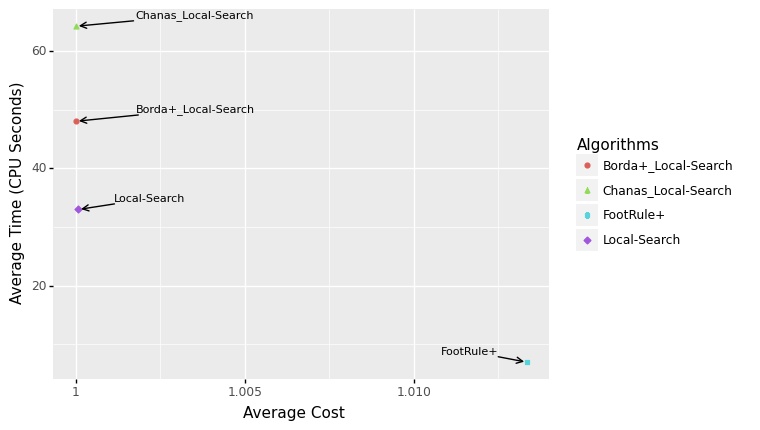 Chanas_Local-Search
60
Borda+_Local-Search
40
Local-Search
20
FootRule+
1
1.005
1.010
Average Cost
Average Time (CPU Seconds)
Algorithms
Borda+_Local-Search
Chanas_Local-Search
FootRule+
Local-Search